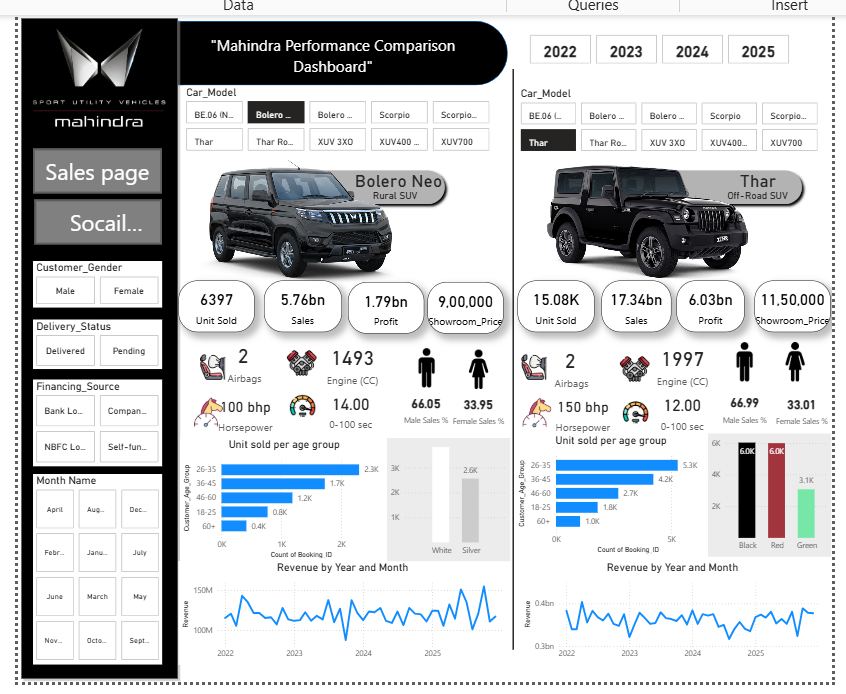 Data
Queries
Insert
SPORT UTILITY VEHICLES
mahindra
Sales page
Socail...
Customer_Gender
Male
Female
Delivery_Status
Delivered
Pending
Financing_Source
Bank Lo...
Compan...
NBFC Lo...
Self-fun...
Month Name
April
Aug...
Dec...
Febr...
Janu...
July
June
March
May
Nov...
Octo...
Sept...
"Mahindra Performance Comparison
Dashboard"
2022
2023
2024
2025
Car_Model
BE.06 (N...
Bolero ...
Bolero ...
Scorpio
Scorpio...
Thar
Thar Ro...
XUV 3XO
XUV400 ...
XUV700
Bolero Neo
Rural SUV
6397
Unit Sold
5.76bn
Sales
1.79bn
Profit
9,00,000
Showroom_Price
2
Airbags
1493
Engine (CC)
100 bhp
Horsepower
14.00
0-100 sec
66.05
Male Sales %
33.95
Female Sales %
Unit sold per age group
Customer_Age_Group
26-35
2.3K
36-45
1.7K
46-60
1.2K
18-25
0.8K
60+
0.4K
0K
1K
2K
Count of Booking_ID
3K
2K
1K
2.6K
White
Silver
Revenue by Year and Month
Revenue
150M
100M
2022
2023
2024
2025
Car_Model
BE.06 (...
Bolero ...
Bolero ...
Scorpio
Scorpio...
Thar
Thar Ro...
XUV 3XO
XUV400...
XUV700
Thar
Off-Road SUV
15.08K
Unit Sold
17.34bn
Sales
6.03bn
Profit
11,50,000
Showroom_Price
2
Airbags
1997
Engine (CC)
150 bhp
Horsepower
12.00
0-100 sec
66.99
Male Sales %
33.01
Female Sales %
Unit sold per age group
Customer_Age_Group
26-35
5.3K
36-45
4.2K
46-60
2.7K
18-25
1.8K
60+
1.0K
0K
5K
Count of Booking_ID
6K
4K
2K
6.0K
6.0K
3.1K
Black
Red
Green
Revenue by Year and Month
Revenue
0.4bn
0.3bn
2022
2023
2024
2025